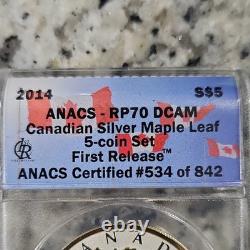 2014 S$5
ANACS - RP70 DCAM
Canadian Silver Maple Leaf
5-coin Set
First Release™
ANACS Certified #534 of 842
CANADA